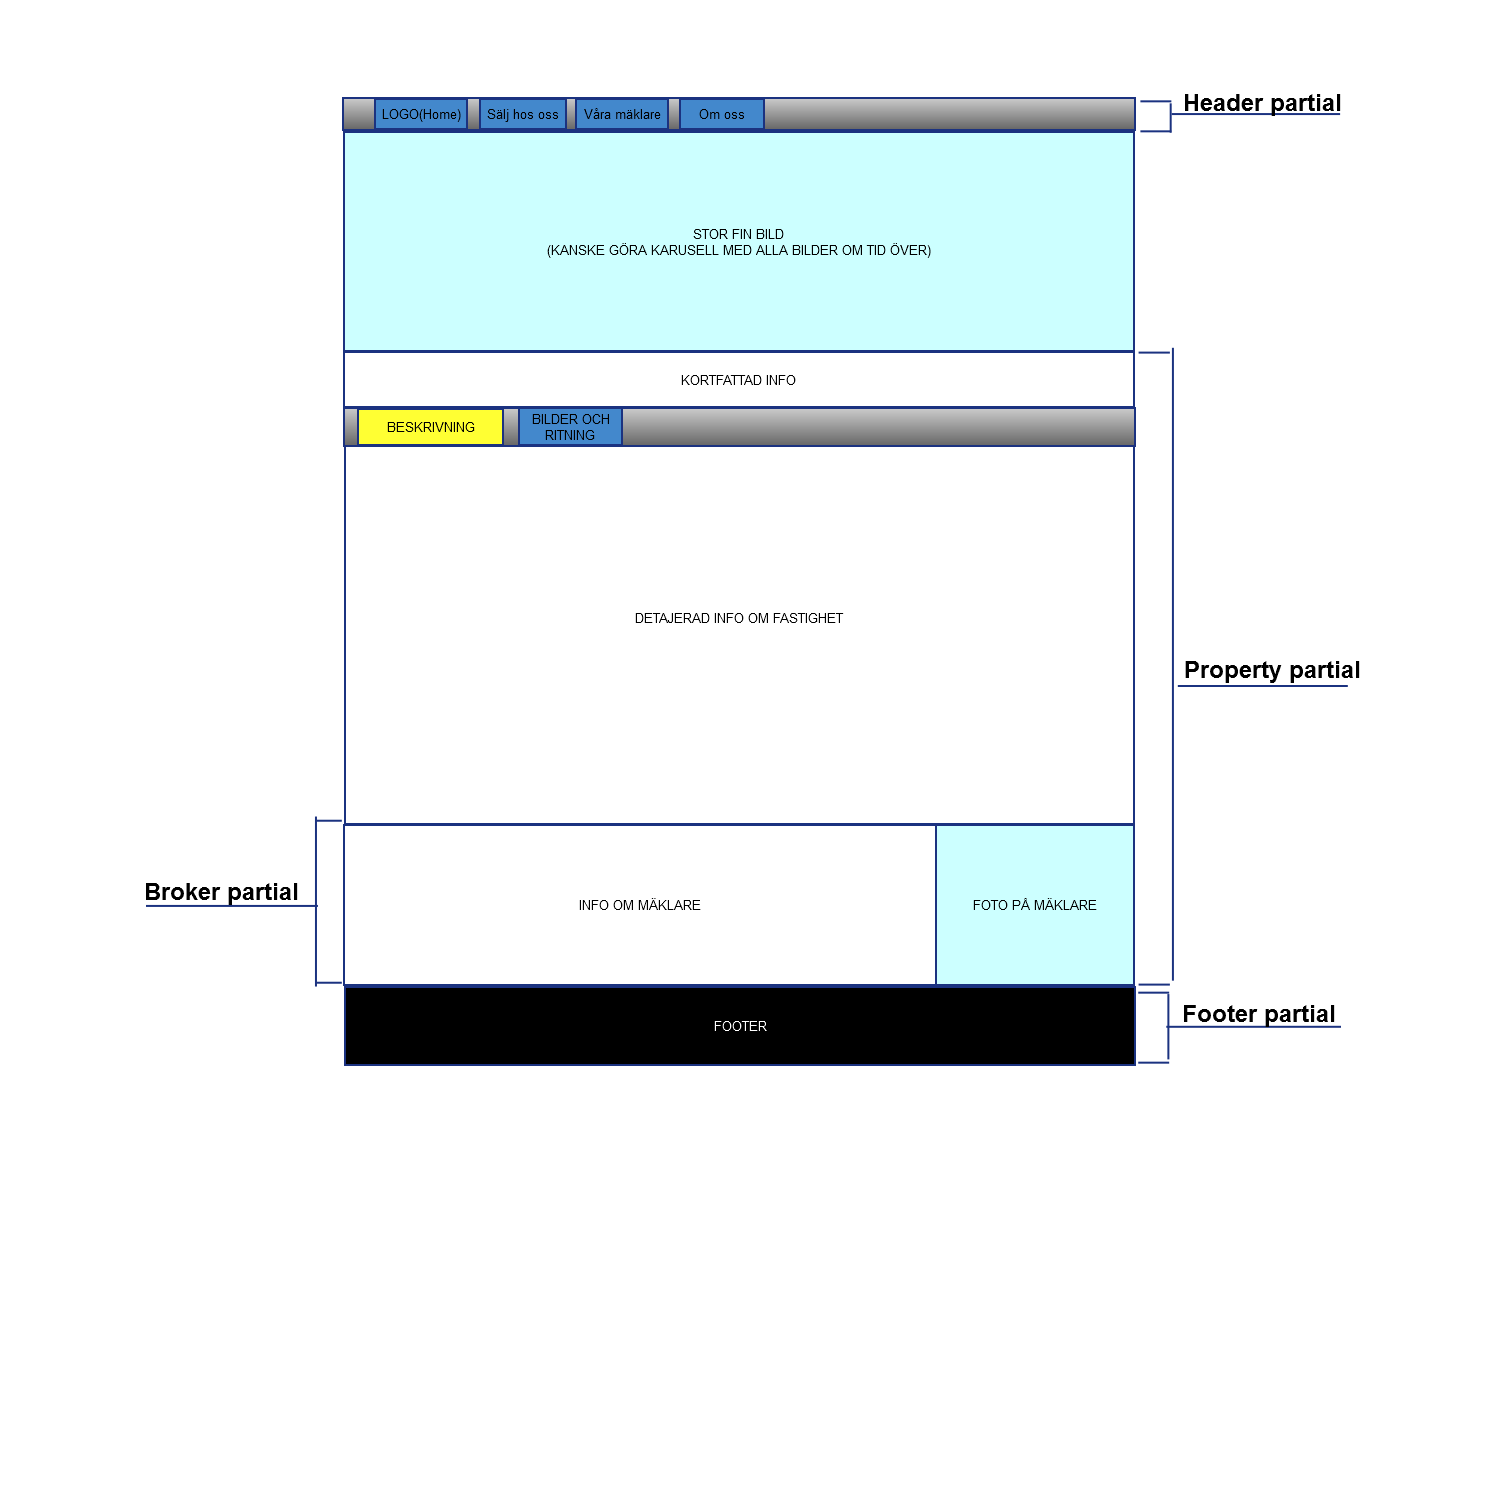 LOGO(Home) Sälj hos oss Våra mäklare Om oss
Header partial
STOR FIN BILD
(KANSKE GÖRA KARUSELL MED ALLA BILDER OM TID ÖVER)
KORTFATTAD INFO
BESKRIVNING
BILDER OCH
RITNING
DETAJERAD INFO OM FASTIGHET
Property partial
Broker partial
INFO OM MÄKLARE
FOTO PÅ MÄKLARE
FOOTER
Footer partial